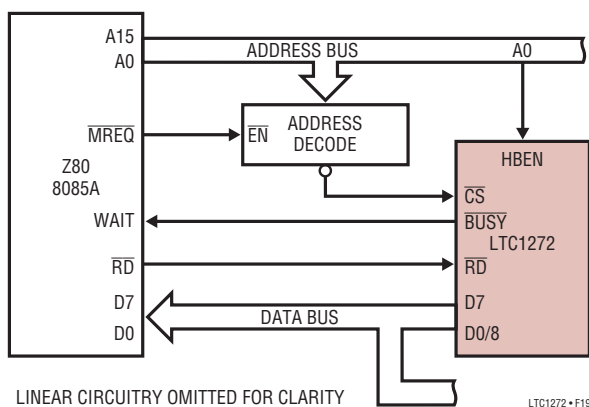 A15
A0
ADDRESS BUS
A0
MREQ
EN
ADDRESS
DECODE
HBEN
Z80
8085A
CS
WAIT
BUSY
LTC1272
RD
RD
D7
D7
DATA BUS
D0
D0/8
LINEAR CIRCUITRY OMITTED FOR CLARITY
LTC1272 • F19